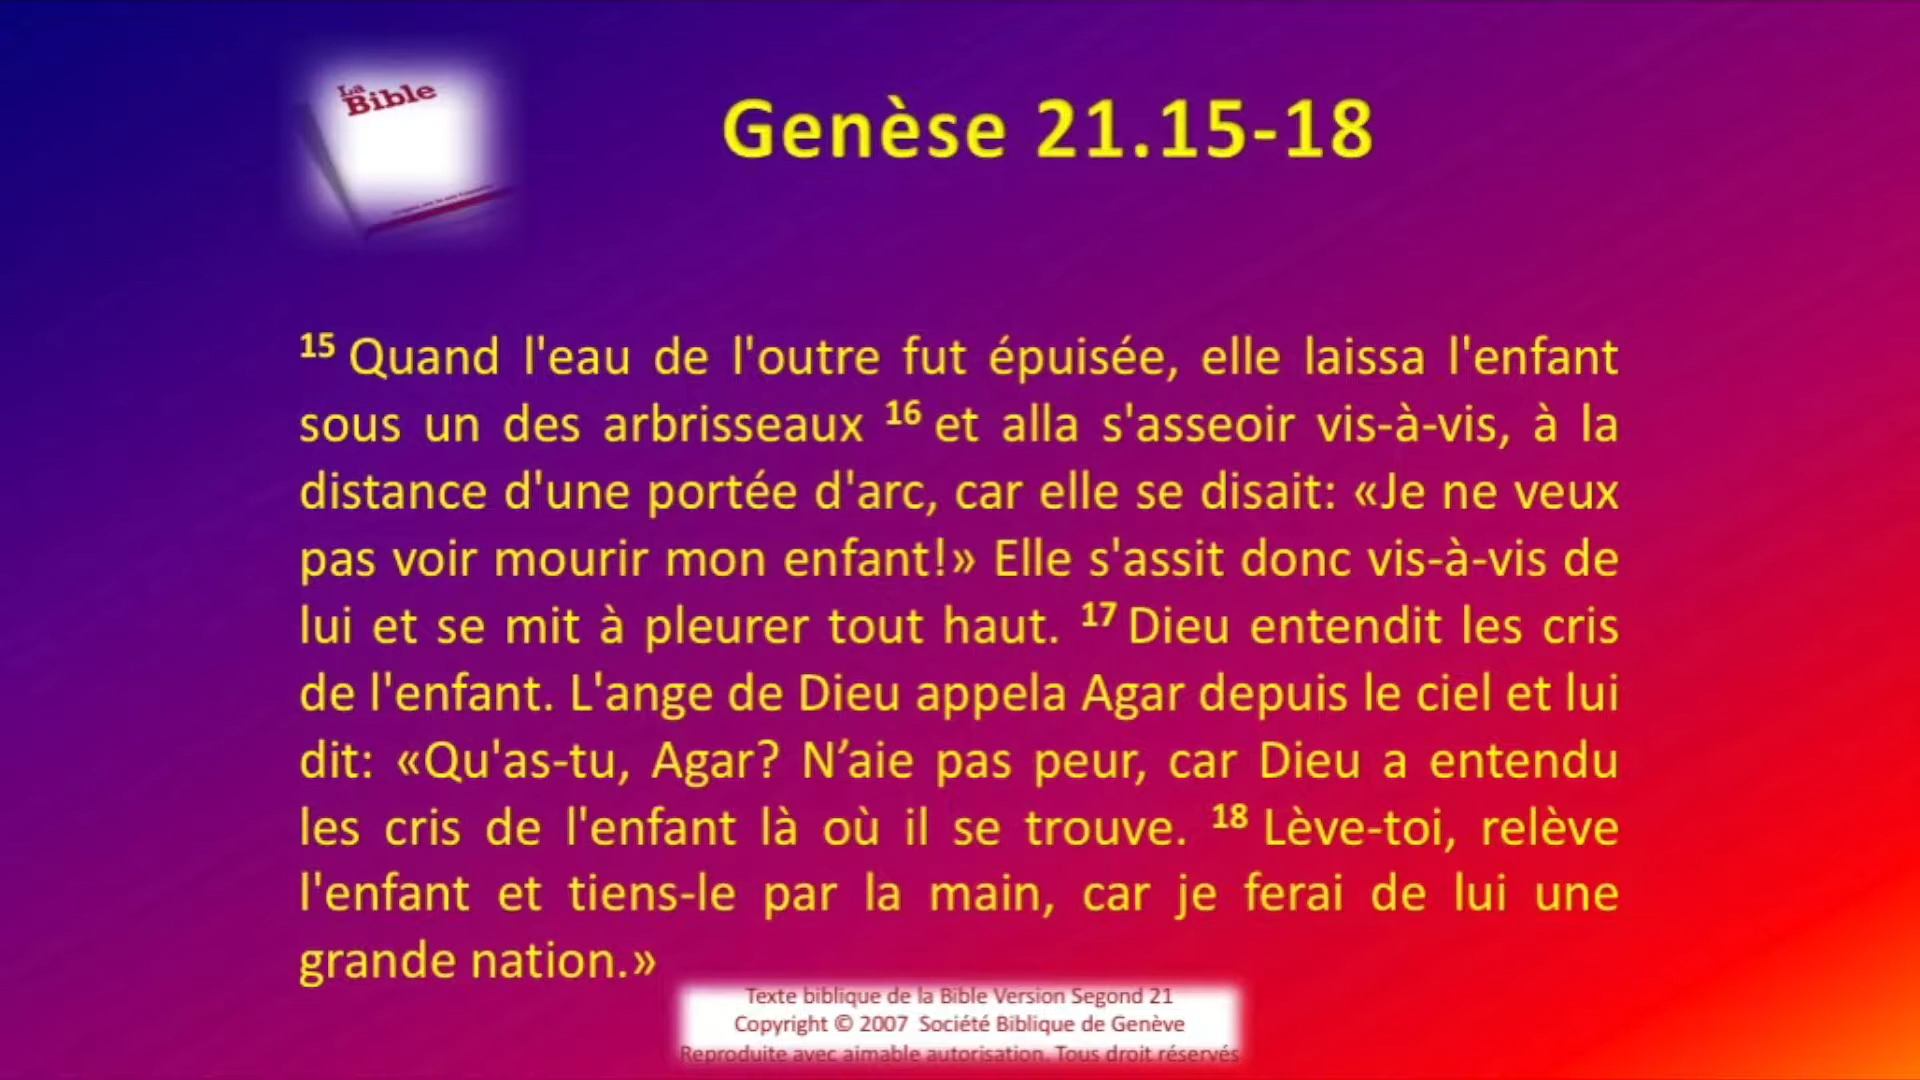 La
Bible
Genèse 21.15-18
15 Quand l'eau de l'outre fut épuisée, elle laissa l'enfant
sous un des arbrisseaux 16 et alla s'asseoir vis-à-vis, à la
distance d'une portée d'arc, car elle se disait: «Je ne veux
pas voir mourir mon enfant!» Elle s'assit donc vis-à-vis de
lui et se mit à pleurer tout haut. 17 Dieu entendit les cris
de l'enfant. L'ange de Dieu appela Agar depuis le ciel et lui
dit: «Qu'as-tu, Agar? N’aie pas peur, car Dieu a entendu
les cris de l'enfant là où il se trouve. 18 Lève-toi, relève
l'enfant et tiens-le par la main, car je ferai de lui une
grande nation.»
Texte biblique de la Bible Version Segond 21
Copyright © 2007 Société Biblique de Genève
Reproduite avec aimable autorisation. Tous droit réservés